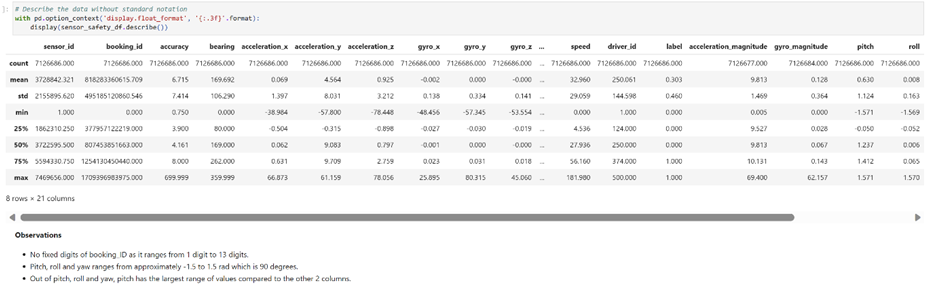 ]:
# Describe the data without standard notation
with pd.option_context('display.float_format', '{:.3f}'.format):
display(sensor_safety_df.describe())
sensor_id booking_id accuracy bearing acceleration_x acceleration_y acceleration_z gyro_x gyro_y gyro_z ... speed driver_id label acceleration_magnitude gyro_magnitude pitch roll
count 7126686.000 7126686.000 7126686.000 7126686.000 7126686.000 7126686.000 7126686.000 7126686.000 7126686.000 7126686.000 ... 7126686.000 7126686.000 7126686.000 7126677.000 7126684.000 7126686.000 7126686.000
mean 3728842.321 818283360615.709 6.715 169.692 0.069 4.564 0.925 -0.002 0.000 -0.000 ... 32.960 250.061 0.303 9.813 0.128 0.630 0.008
std 2155895.620 495185120860.546 7.414 106.290 1.397 8.031 3.212 0.138 0.334 0.141 ... 29.059 144.598 0.460 1.469 0.364 1.124 0.163
min 1.000 0.000 0.750 0.000 -38.984 -57.800 -78.448 -48.456 -57.345 -53.554 ... 0.000 1.000 0.000 0.005 0.000 -1.571 -1.569
25% 1862310.250 377957122219.000 3.900 80.000 -0.504 -0.315 -0.898 -0.027 -0.030 -0.019 ... 4.536 124.000 0.000 9.527 0.028 -0.050 -0.052
50% 3722595.500 807453851663.000 4.161 169.000 0.062 9.083 0.797 -0.001 0.000 -0.000 ... 27.936 250.000 0.000 9.813 0.067 1.237 0.006
75% 5594330.750 1254130450440.000 8.000 262.000 0.631 9.709 2.759 0.023 0.031 0.018 ... 56.160 374.000 1.000 10.131 0.143 1.412 0.065
max 7469656.000 1709396983975.000 699.999 359.999 66.873 61.159 78.056 25.895 80.315 45.060 ... 181.980 500.000 1.000 69.400 62.157 1.571 1.570
8 rows × 21 columns
Observations
• No fixed digits of booking_ID as it ranges from 1 digit to 13 digits.
• Pitch, roll and yaw ranges from approximately -1.5 to 1.5 rad which is 90 degrees.
• Out of pitch, roll and yaw, pitch has the largest range of values compared to the other 2 columns.